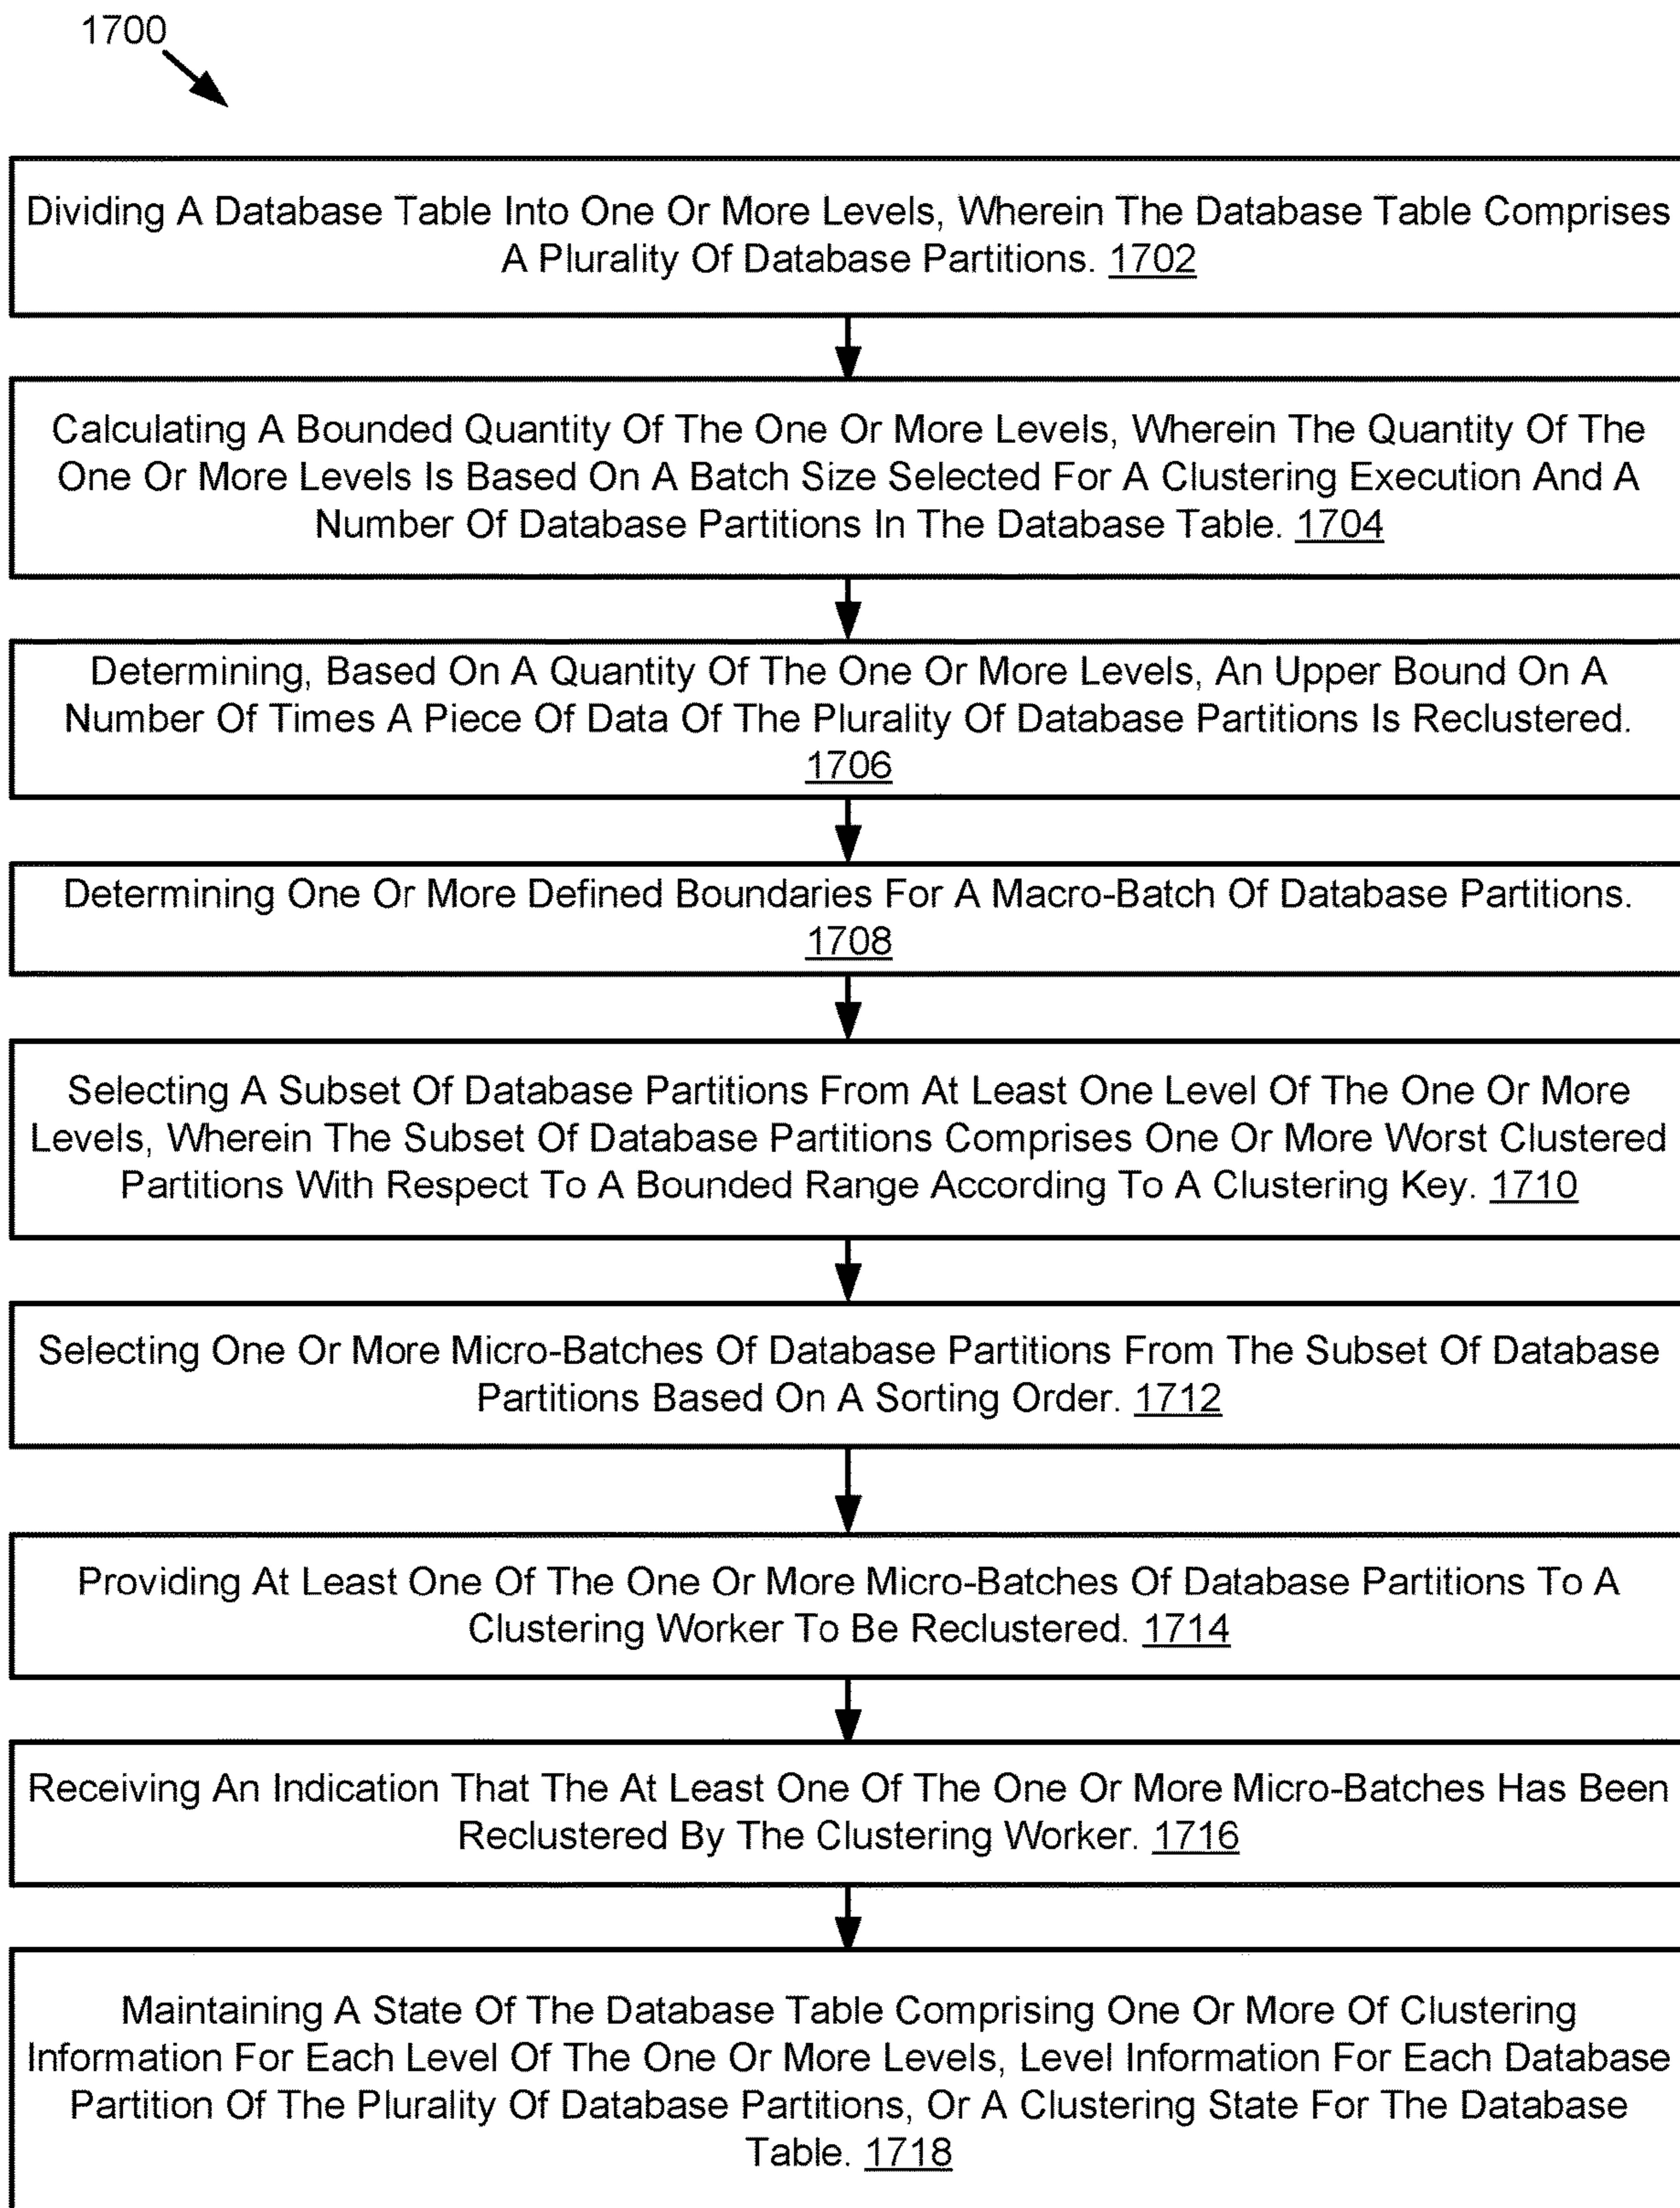 1700
Dividing A Database Table Into One Or More Levels, Wherein The Database Table Comprises
A Plurality Of Database Partitions. 1702
Calculating A Bounded Quantity Of The One Or More Levels, Wherein The Quantity Of The
One Or More Levels Is Based On A Batch Size Selected For A Clustering Execution And A
Number Of Database Partitions In The Database Table. 1704
Determining, Based On A Quantity Of The One Or More Levels, An Upper Bound On A
Number Of Times A Piece Of Data Of The Plurality Of Database Partitions Is Reclustered.
1706
Determining One Or More Defined Boundaries For A Macro-Batch Of Database Partitions.
1708
Selecting A Subset Of Database Partitions From At Least One Level Of The One Or More
Levels, Wherein The Subset Of Database Partitions Comprises One Or More Worst Clustered
Partitions With Respect To A Bounded Range According To A Clustering Key. 1710
Selecting One Or More Micro-Batches Of Database Partitions From The Subset Of Database
Partitions Based On A Sorting Order. 1712
Providing At Least One Of The One Or More Micro-Batches Of Database Partitions To A
Clustering Worker To Be Reclustered. 1714
Receiving An Indication That The At Least One Of The One Or More Micro-Batches Has Been
Reclustered By The Clustering Worker. 1716
Maintaining A State Of The Database Table Comprising One Or More Of Clustering
Information For Each Level Of The One Or More Levels, Level Information For Each Database
Partition Of The Plurality Of Database Partitions, Or A Clustering State For The Database
Table. 1718